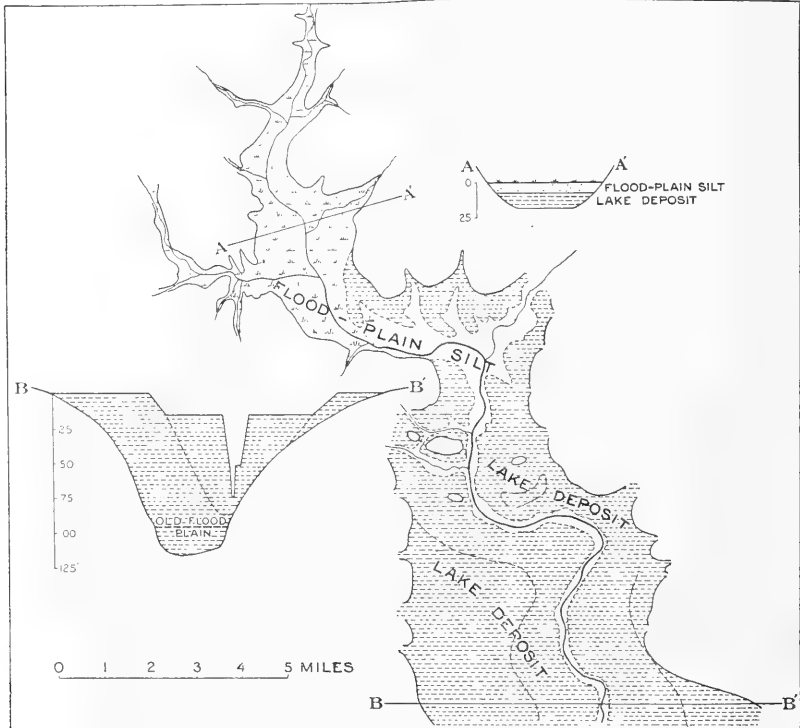 A A'
0
FLOOD-PLAIN SILT
LAKE DEPOSIT
25
A'
A
FLOOD-PLAIN SILT
B B'
25
50
75
OLD-FLOOD
PLAIN
00
125'
LAKE DEPOSIT
LAKE DEPOSIT
0 1 2 3 4 5 MILES
B B'